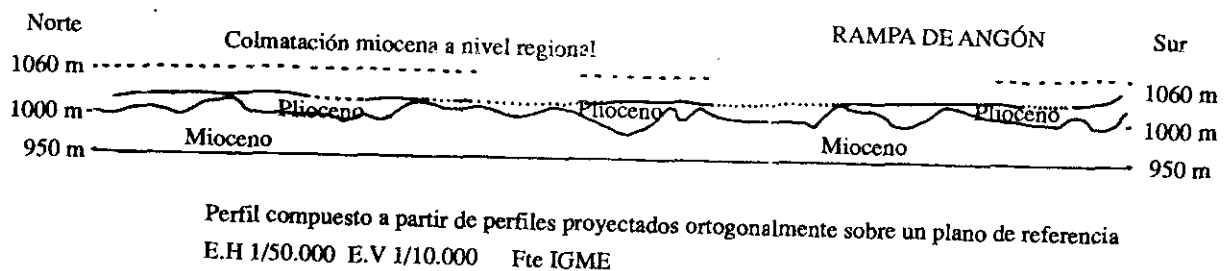 Norte
Colmatación miocena a nivel regional
RAMPA DE ANGÓN
Sur
1060 m
1060 m
1000 m
Plioceno
Plioceno
Plioceno
1000 m
Mioceno
Mioceno
950 m
950 m
Perfil compuesto a partir de perfiles proyectados ortogonalmente sobre un plano de referencia
E.H 1/50.000 E.V 1/10.000 Fte IGME